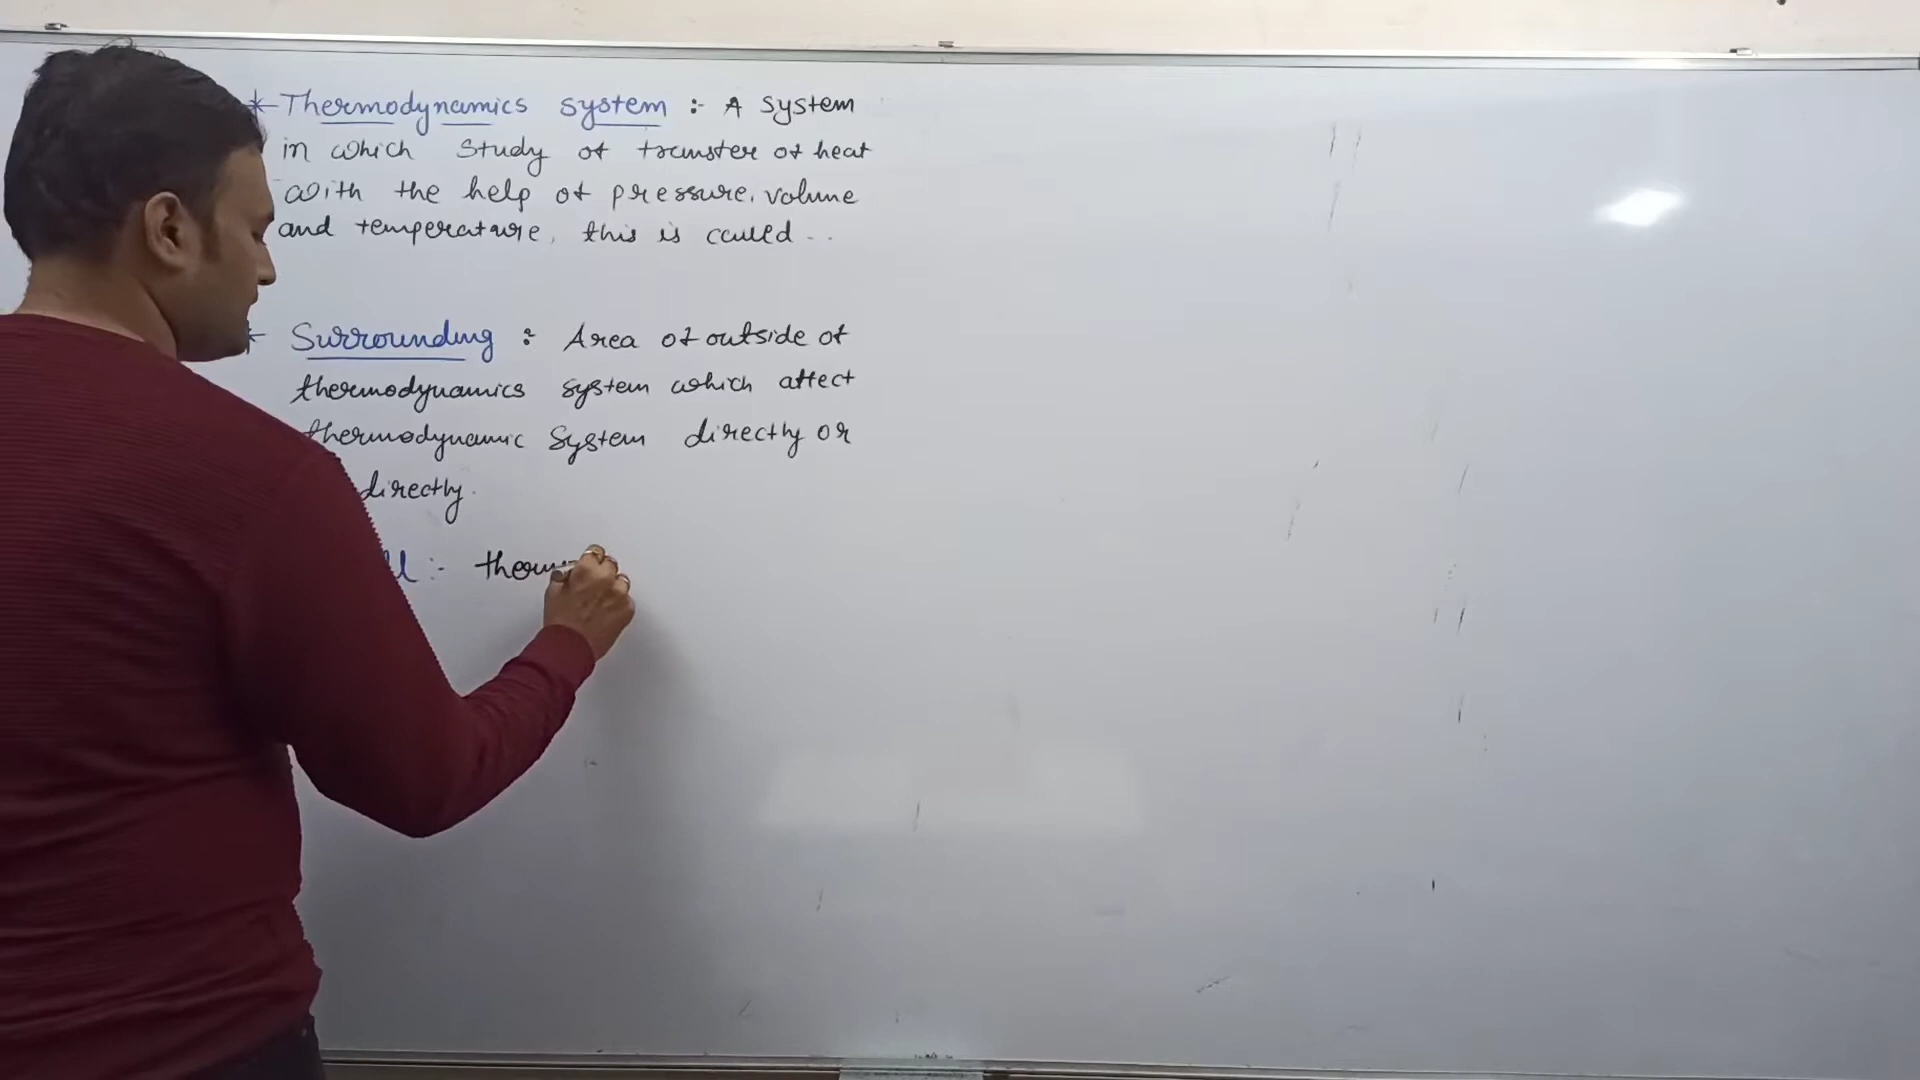 * Thermodynamics system :- A system
in which study of transfer of heat
with the help of pressure, volume
and temperature, this is called ..
* Surrounding : Area of outside of
thermodynamics system which affect
thermodynamic system directly or
directly.
:- therm